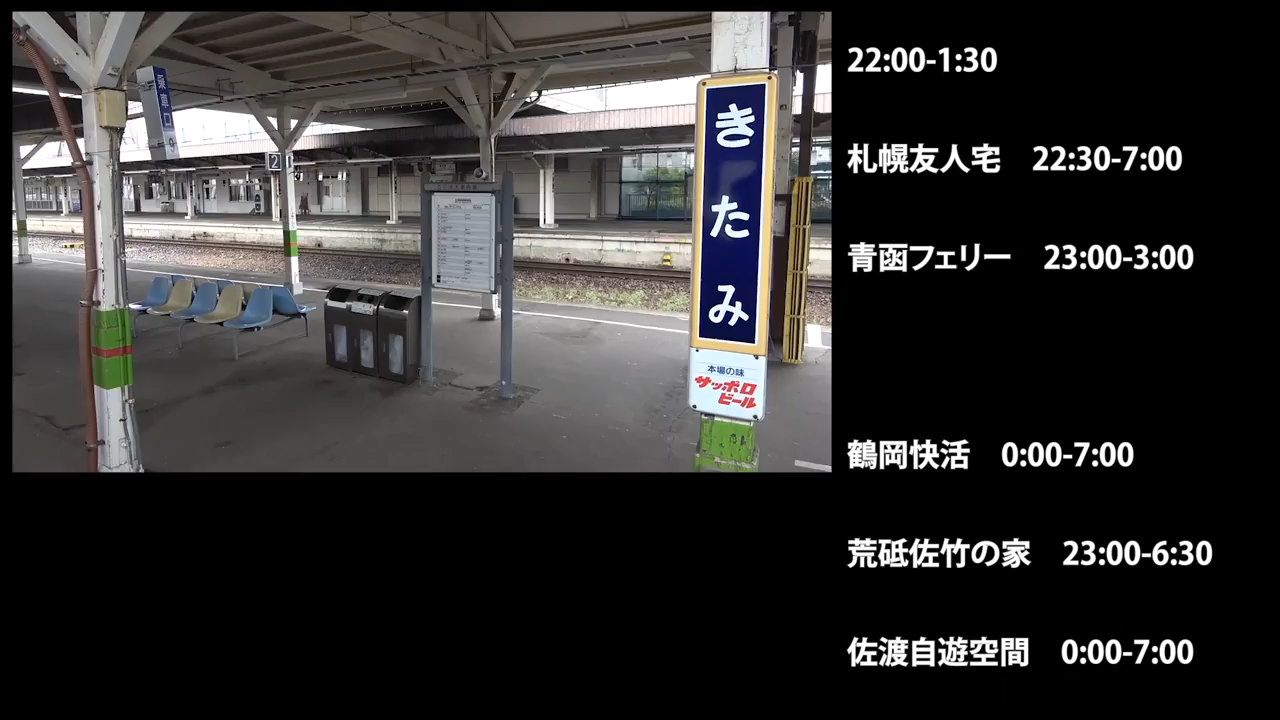 乗車口
2
きたみ
本場の味
サッポロ
ビール
22:00-1:30
札幌友人宅　22:30-7:00
青函フェリー　23:00-3:00
鶴岡快活　0:00-7:00
荒砥佐竹の家　23:00-6:30
佐渡自遊空間　0:00-7:00